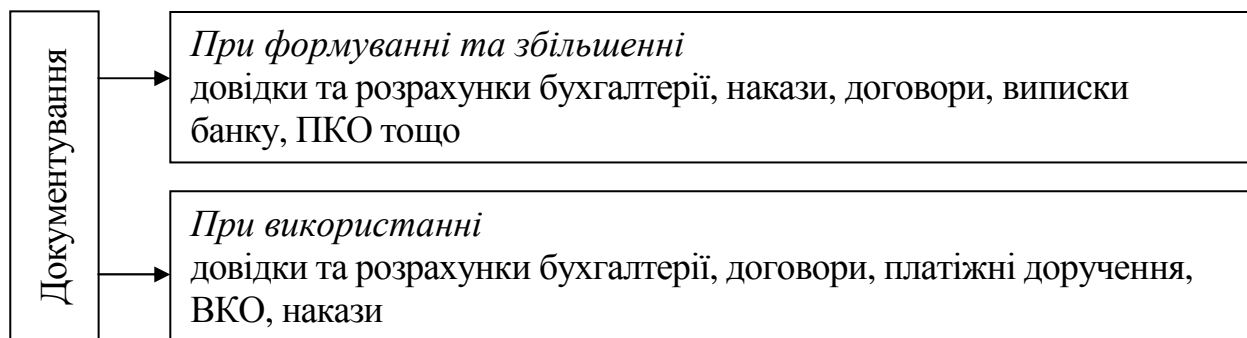 Документування
При формуванні та збільшенні
довідки та розрахунки бухгалтерії, накази, договори, виписки
банку, ПКО тощо
При використанні
довідки та розрахунки бухгалтерії, договори, платіжні доручення,
ВКО, накази